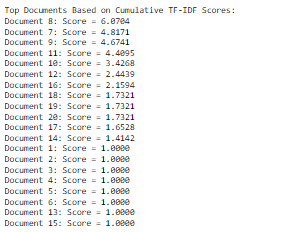 Top Documents Based on Cumulative TF-IDF Scores:
Document 8: Score = 6.0704
Document 7: Score = 4.8171
Document 9: Score = 4.6741
Document 11: Score = 4.4095
Document 10: Score = 3.4268
Document 12: Score = 2.4439
Document 16: Score = 2.1594
Document 18: Score = 1.7321
Document 19: Score = 1.7321
Document 20: Score = 1.7321
Document 17: Score = 1.6528
Document 14: Score = 1.4142
Document 1: Score = 1.0000
Document 2: Score = 1.0000
Document 3: Score = 1.0000
Document 4: Score = 1.0000
Document 5: Score = 1.0000
Document 6: Score = 1.0000
Document 13: Score = 1.0000
Document 15: Score = 1.0000